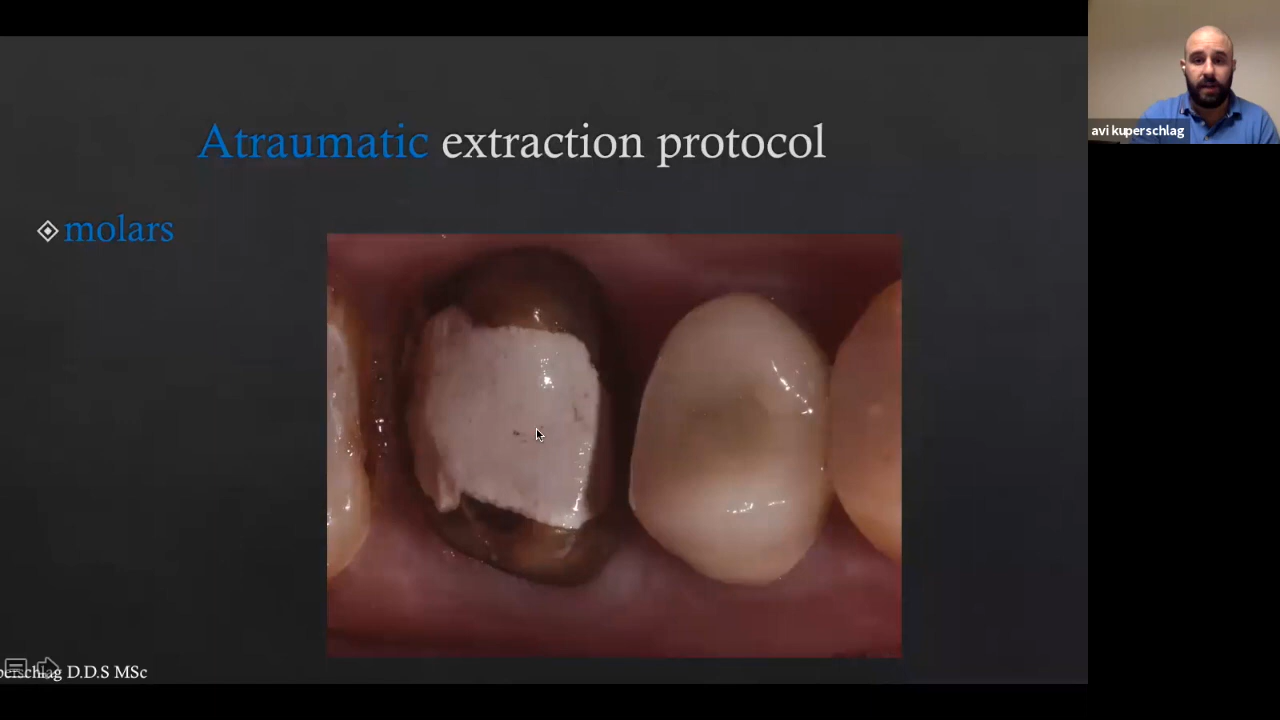 Atraumatic extraction protocol
molars
avi kuperschlag
D.D.S MSc